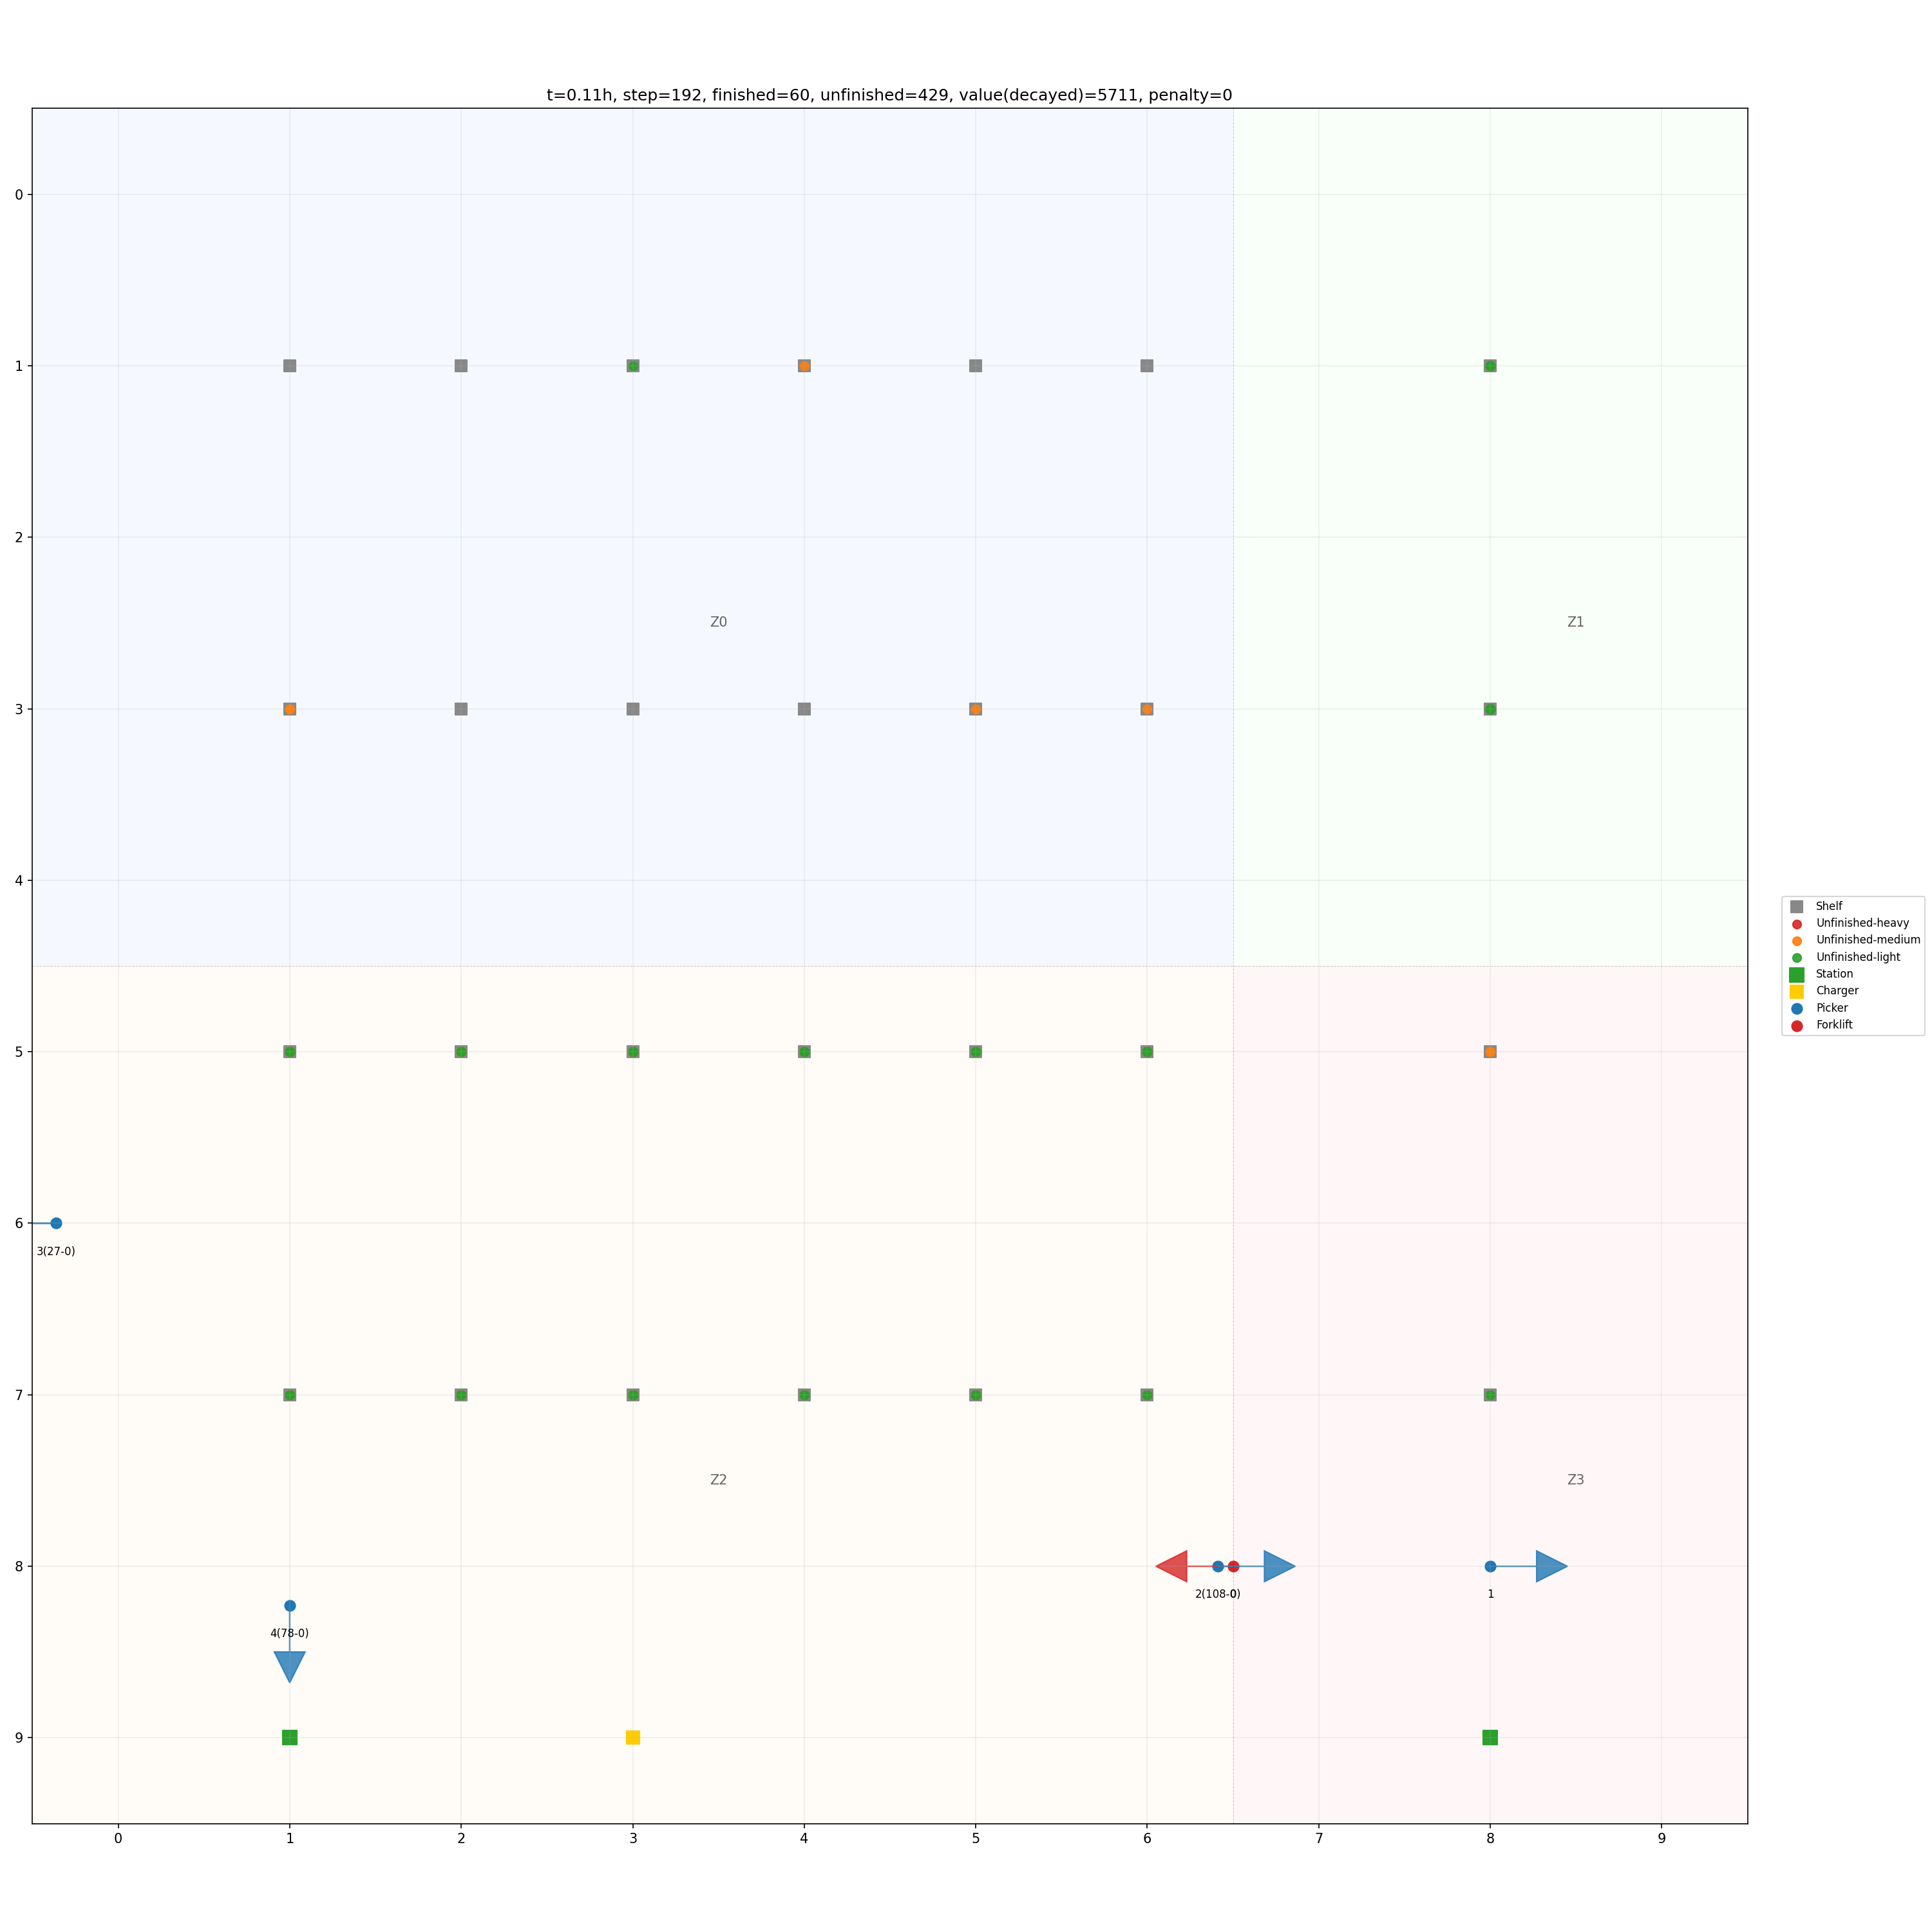 t=0.11h, step=192, finished=60, unfinished=429, value(decayed)=5711, penalty=0
0
1
2
Z0
Z1
3
4
Shelf
Unfinished-heavy
Unfinished-medium
Unfinished-light
Station
Charger
Picker
Forklift
5
6
3(27-0)
7
Z2
Z3
8
2(108-0)
1
4(78-0)
9
0 1 2 3 4 5 6 7 8 9